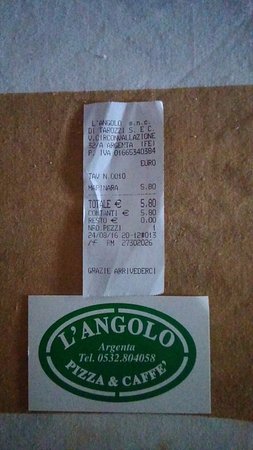 L'ANGOLO s.n.c.
DI TAROZZI S. E C.
V. CIRCONVALLAZIONE
52/A ARGENTA (FE)
P. IVA 01665340384
EURO
TAV N.0010
MARINARA 5.80
TOTALE € 5.80
CONTANTI € 5.80
RESTO € 0.00
NRO.PEZZI 1
24/08/16 20-12#013
FM 27302026
GRAZIE ARRIVEDERCI
L'ANGOLO
Argenta
Tel. 0532.804058
PIZZA & CAFFE'